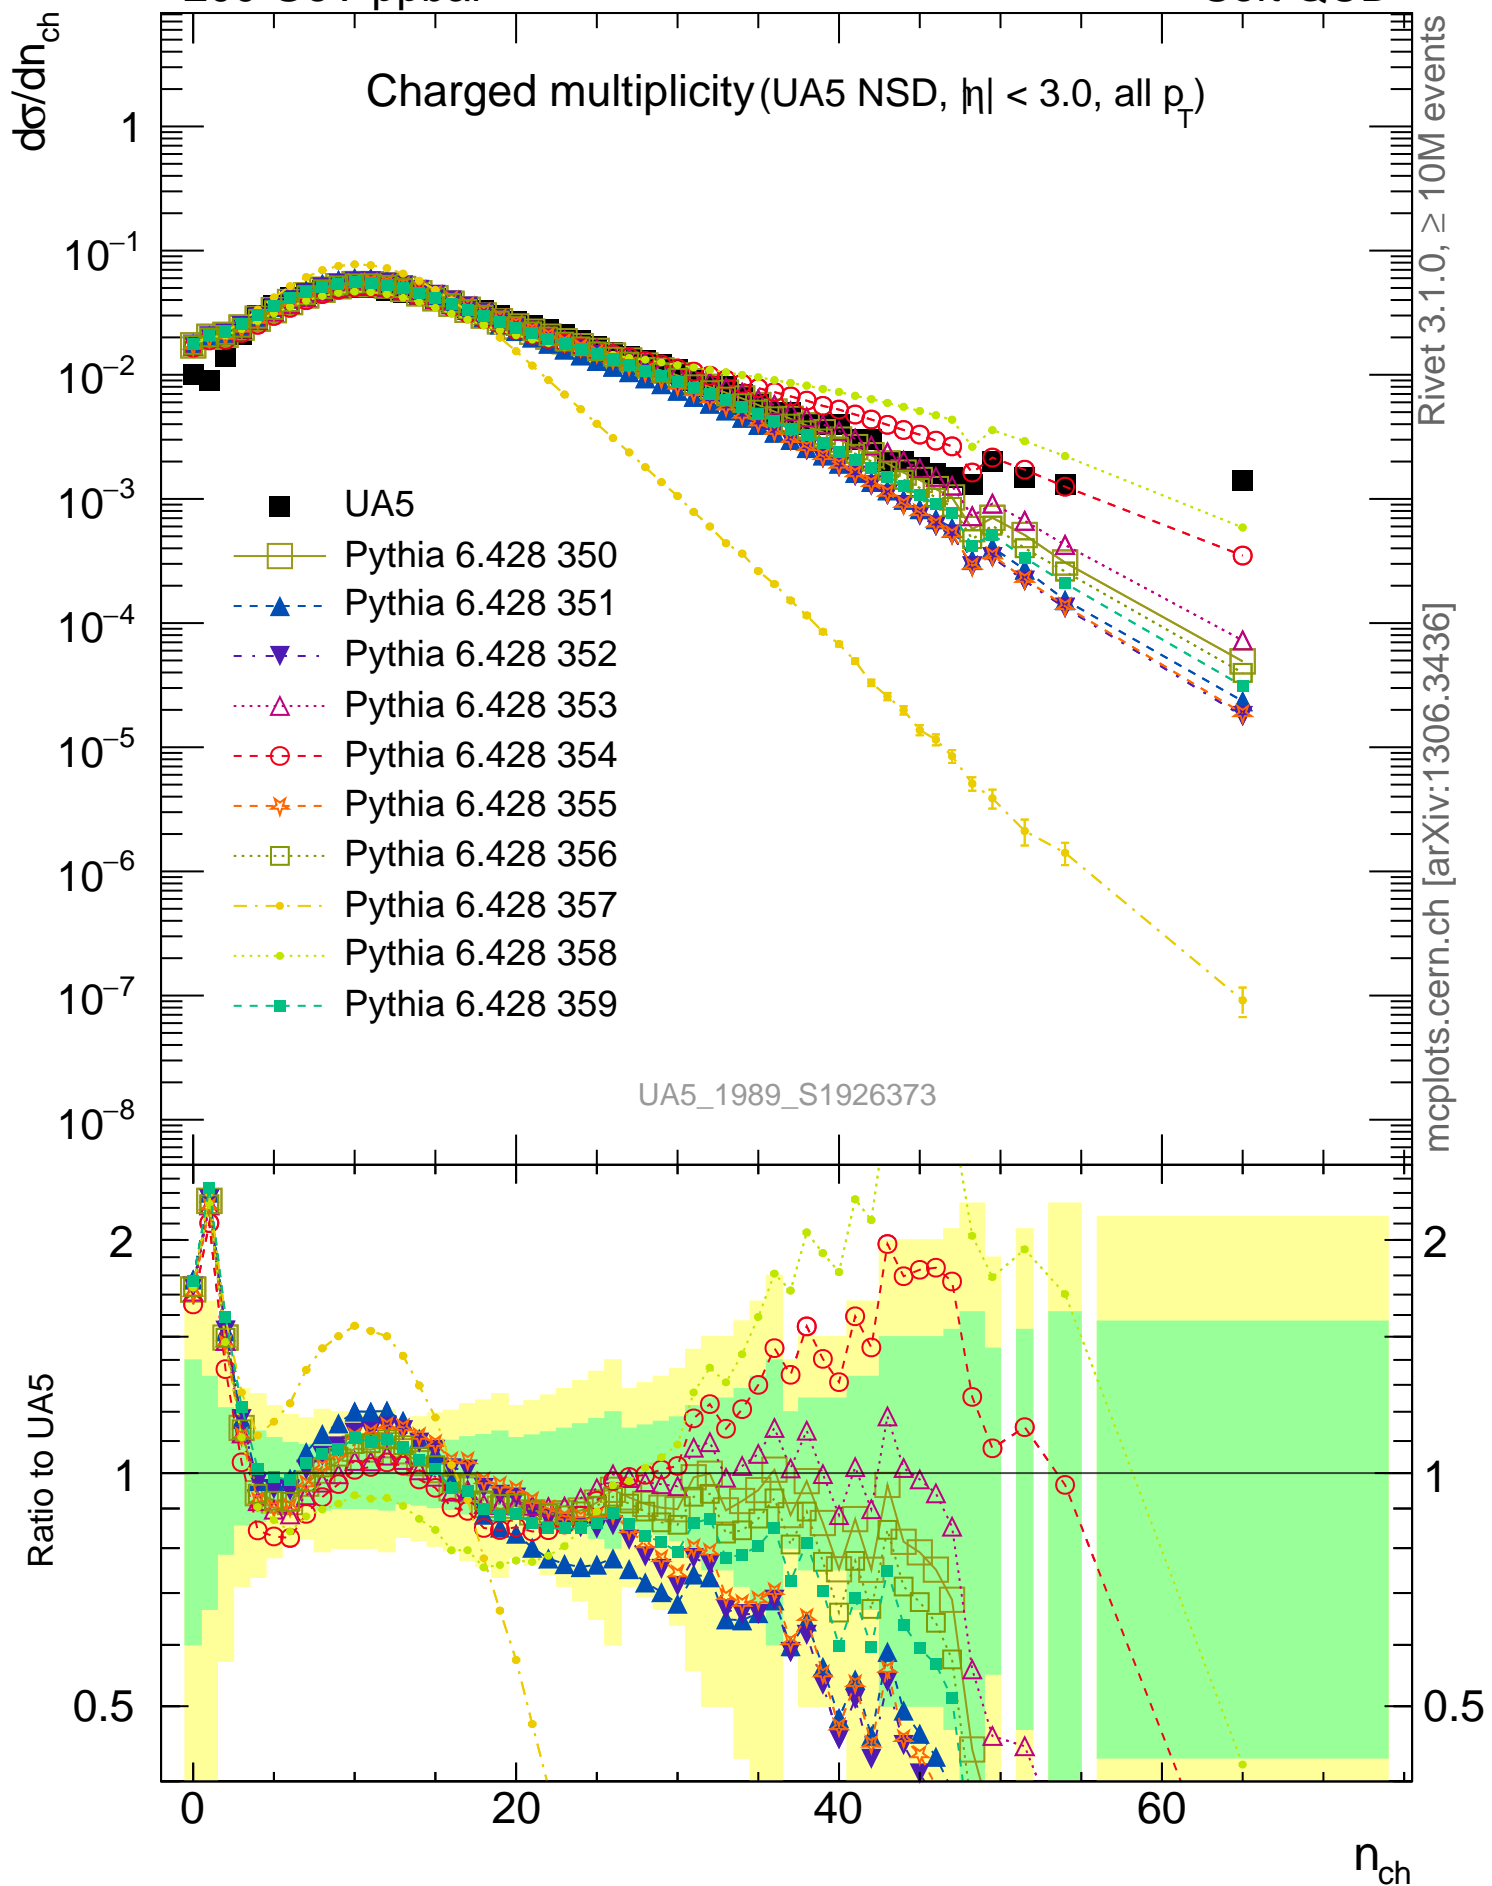 dσ/dn_ch
Charged multiplicity (UA5 NSD, |η| < 3.0, all p_T)
1
10⁻¹
10⁻²
10⁻³
10⁻⁴
10⁻⁵
10⁻⁶
10⁻⁷
10⁻⁸
UA5
Pythia 6.428 350
Pythia 6.428 351
Pythia 6.428 352
Pythia 6.428 353
Pythia 6.428 354
Pythia 6.428 355
Pythia 6.428 356
Pythia 6.428 357
Pythia 6.428 358
Pythia 6.428 359
UA5_1989_S1926373
Rivet 3.1.0, ≥ 10M events
mcplots.cern.ch [arXiv:1306.3436]
Ratio to UA5
2
1
0.5
2
1
0.5
0
20
40
60
n_ch